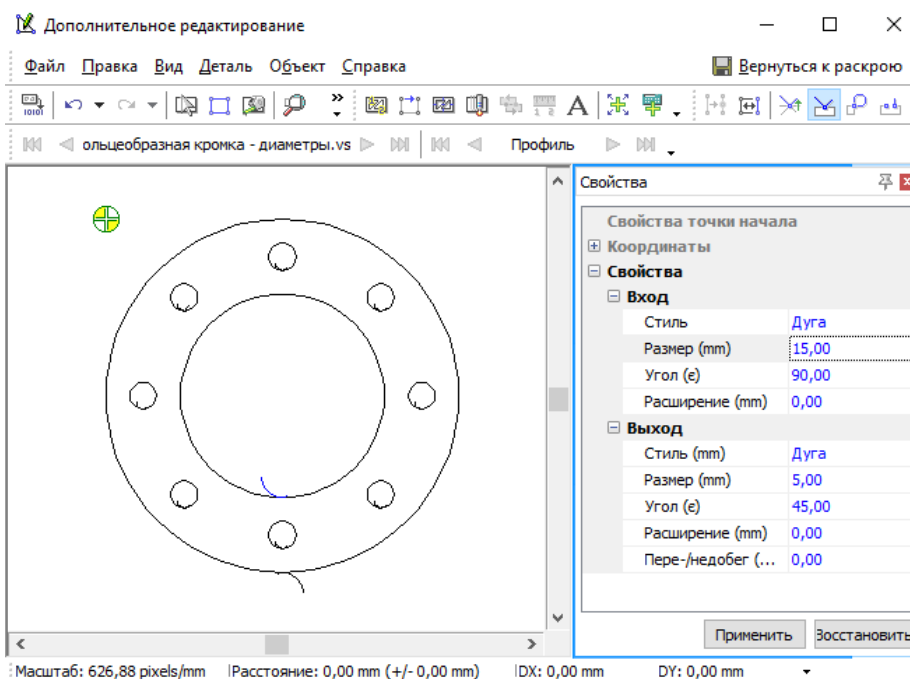 Дополнительное редактирование
Файл Правка Вид Деталь Объект Справка Вернуться к раскрою
ольцеобразная кромка - диаметры.vs Профиль
Свойства
Свойства точки начала
Координаты
Свойства
Вход
Стиль Дуга
Размер (mm) 15,00
Угол (є) 90,00
Расширение (mm) 0,00
Выход
Стиль (mm) Дуга
Размер (mm) 5,00
Угол (є) 45,00
Расширение (mm) 0,00
Пере-/недобег (... 0,00
Применить Восстановить
Масштаб: 626,88 pixels/mm Расстояние: 0,00 mm (+/- 0,00 mm) DX: 0,00 mm DY: 0,00 mm